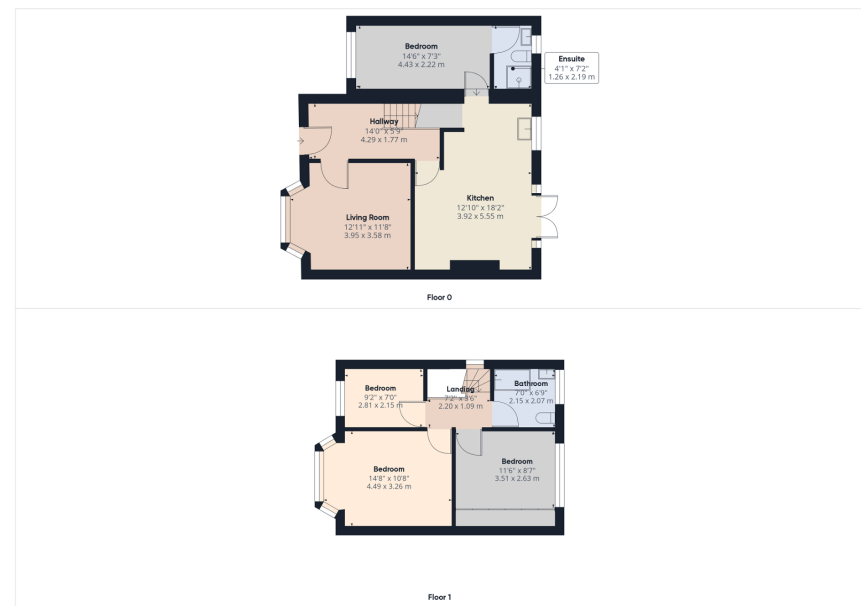 Bedroom
14'6" x 7'3"
4.43 x 2.22 m
Ensuite
4'1" x 7'2"
1.26 x 2.19 m
Hallway
14'0" x 5'9"
4.29 x 1.77 m
Kitchen
12'10" x 18'2"
3.92 x 5.55 m
Living Room
12'11" x 11'8"
3.95 x 3.58 m
Floor 0
Bedroom
9'2" x 7'0"
2.81 x 2.15 m
Landing
7'2" x 3'6"
2.20 x 1.09 m
Bathroom
7'0" x 6'9"
2.15 x 2.07 m
Bedroom
14'8" x 10'8"
4.49 x 3.26 m
Bedroom
11'6" x 8'7"
3.51 x 2.63 m
Floor 1